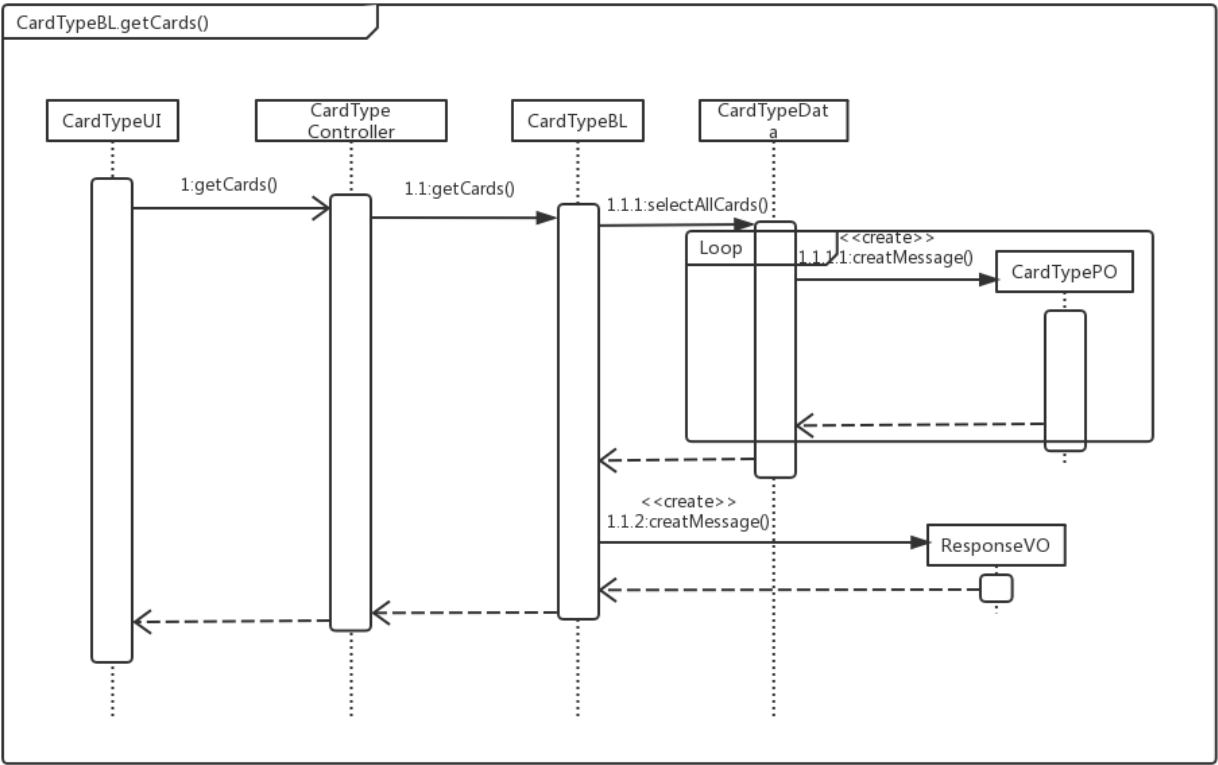 CardTypeBL.getCards()
CardTypeUI
CardType
Controller
CardTypeBL
CardTypeDat
a
1:getCards()
1.1:getCards()
1.1.1:selectAllCards()
Loop
<<create>>
1.1.1.1:creatMessage()
CardTypePO
<<create>>
1.1.2:creatMessage()
ResponseVO